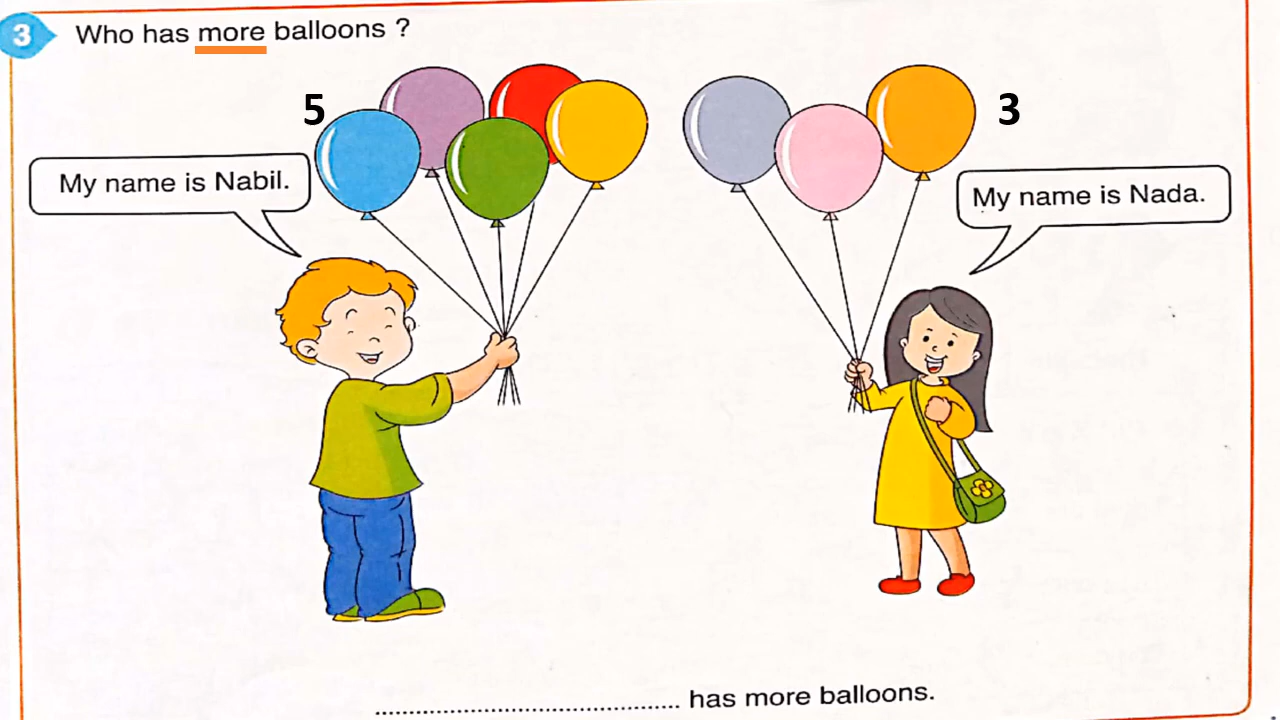 3 Who has more balloons ?
5
3
My name is Nabil.
My name is Nada.
........................................ has more balloons.